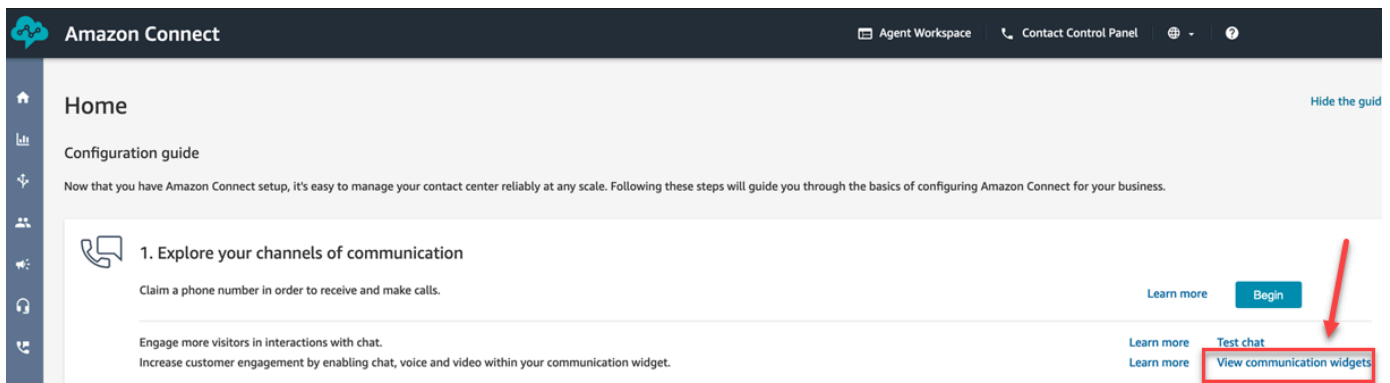 Amazon Connect
Agent Workspace
Contact Control Panel
Home
Hide the guid
Configuration guide
Now that you have Amazon Connect setup, it's easy to manage your contact center reliably at any scale. Following these steps will guide you through the basics of configuring Amazon Connect for your business.
1. Explore your channels of communication
Claim a phone number in order to receive and make calls.
Learn more
Begin
Engage more visitors in interactions with chat.
Learn more
Test chat
Increase customer engagement by enabling chat, voice and video within your communication widget.
Learn more
View communication widgets